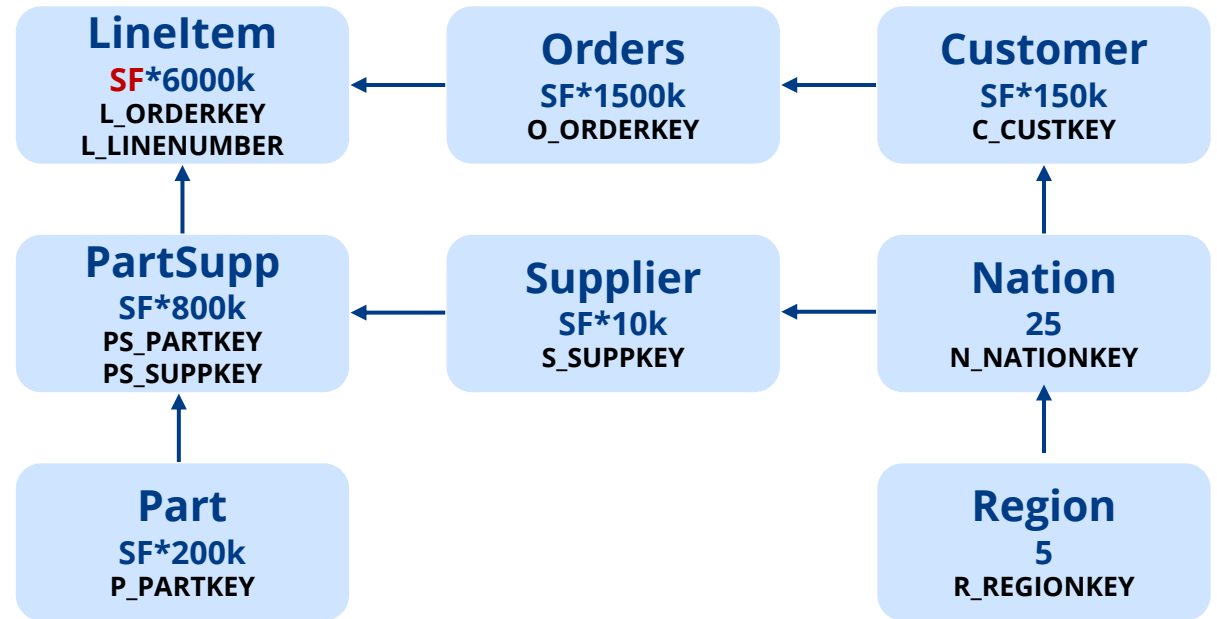 LineItem
SF*6000k
L_ORDERKEY
L_LINENUMBER
Orders
SF*1500k
O_ORDERKEY
Customer
SF*150k
C_CUSTKEY
PartSupp
SF*800k
PS_PARTKEY
PS_SUPPKEY
Supplier
SF*10k
S_SUPPKEY
Nation
25
N_NATIONKEY
Part
SF*200k
P_PARTKEY
Region
5
R_REGIONKEY